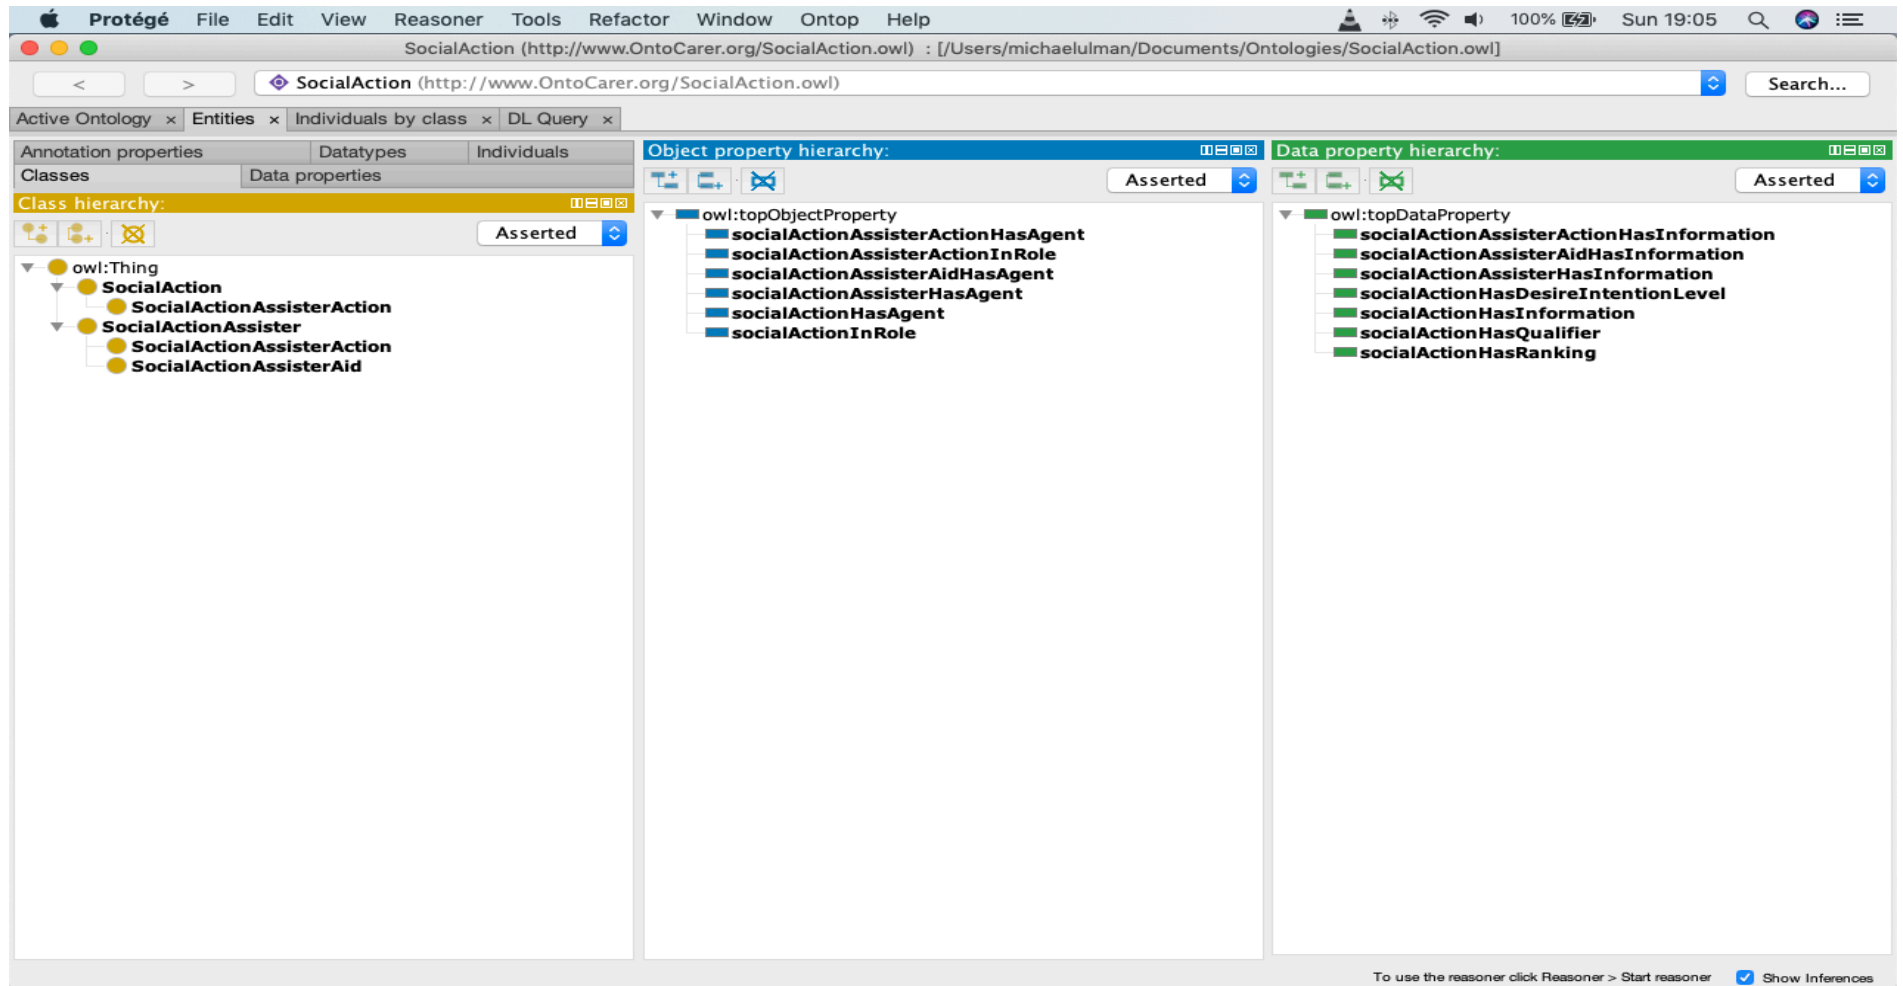 Protégé File Edit View Reasoner Tools Refactor Window Ontop Help 100% Sun 19:05
SocialAction (http://www.OntoCarer.org/SocialAction.owl) : [/Users/michaelulman/Documents/Ontologies/SocialAction.owl]
< > SocialAction (http://www.OntoCarer.org/SocialAction.owl) Search...
Active Ontology × Entities × Individuals by class × DL Query ×
Annotation properties Datatypes Individuals
Classes Data properties
Class hierarchy:
Asserted
owl:Thing
SocialAction
SocialActionAssisterAction
SocialActionAssister
SocialActionAssisterAction
SocialActionAssisterAid
Object property hierarchy:
Asserted
owl:topObjectProperty
socialActionAssisterActionHasAgent
socialActionAssisterActionInRole
socialActionAssisterAidHasAgent
socialActionAssisterHasAgent
socialActionHasAgent
socialActionInRole
Data property hierarchy:
Asserted
owl:topDataProperty
socialActionAssisterActionHasInformation
socialActionAssisterAidHasInformation
socialActionAssisterHasInformation
socialActionHasDesireIntentionLevel
socialActionHasInformation
socialActionHasQualifier
socialActionHasRanking
To use the reasoner click Reasoner > Start reasoner Show Inferences